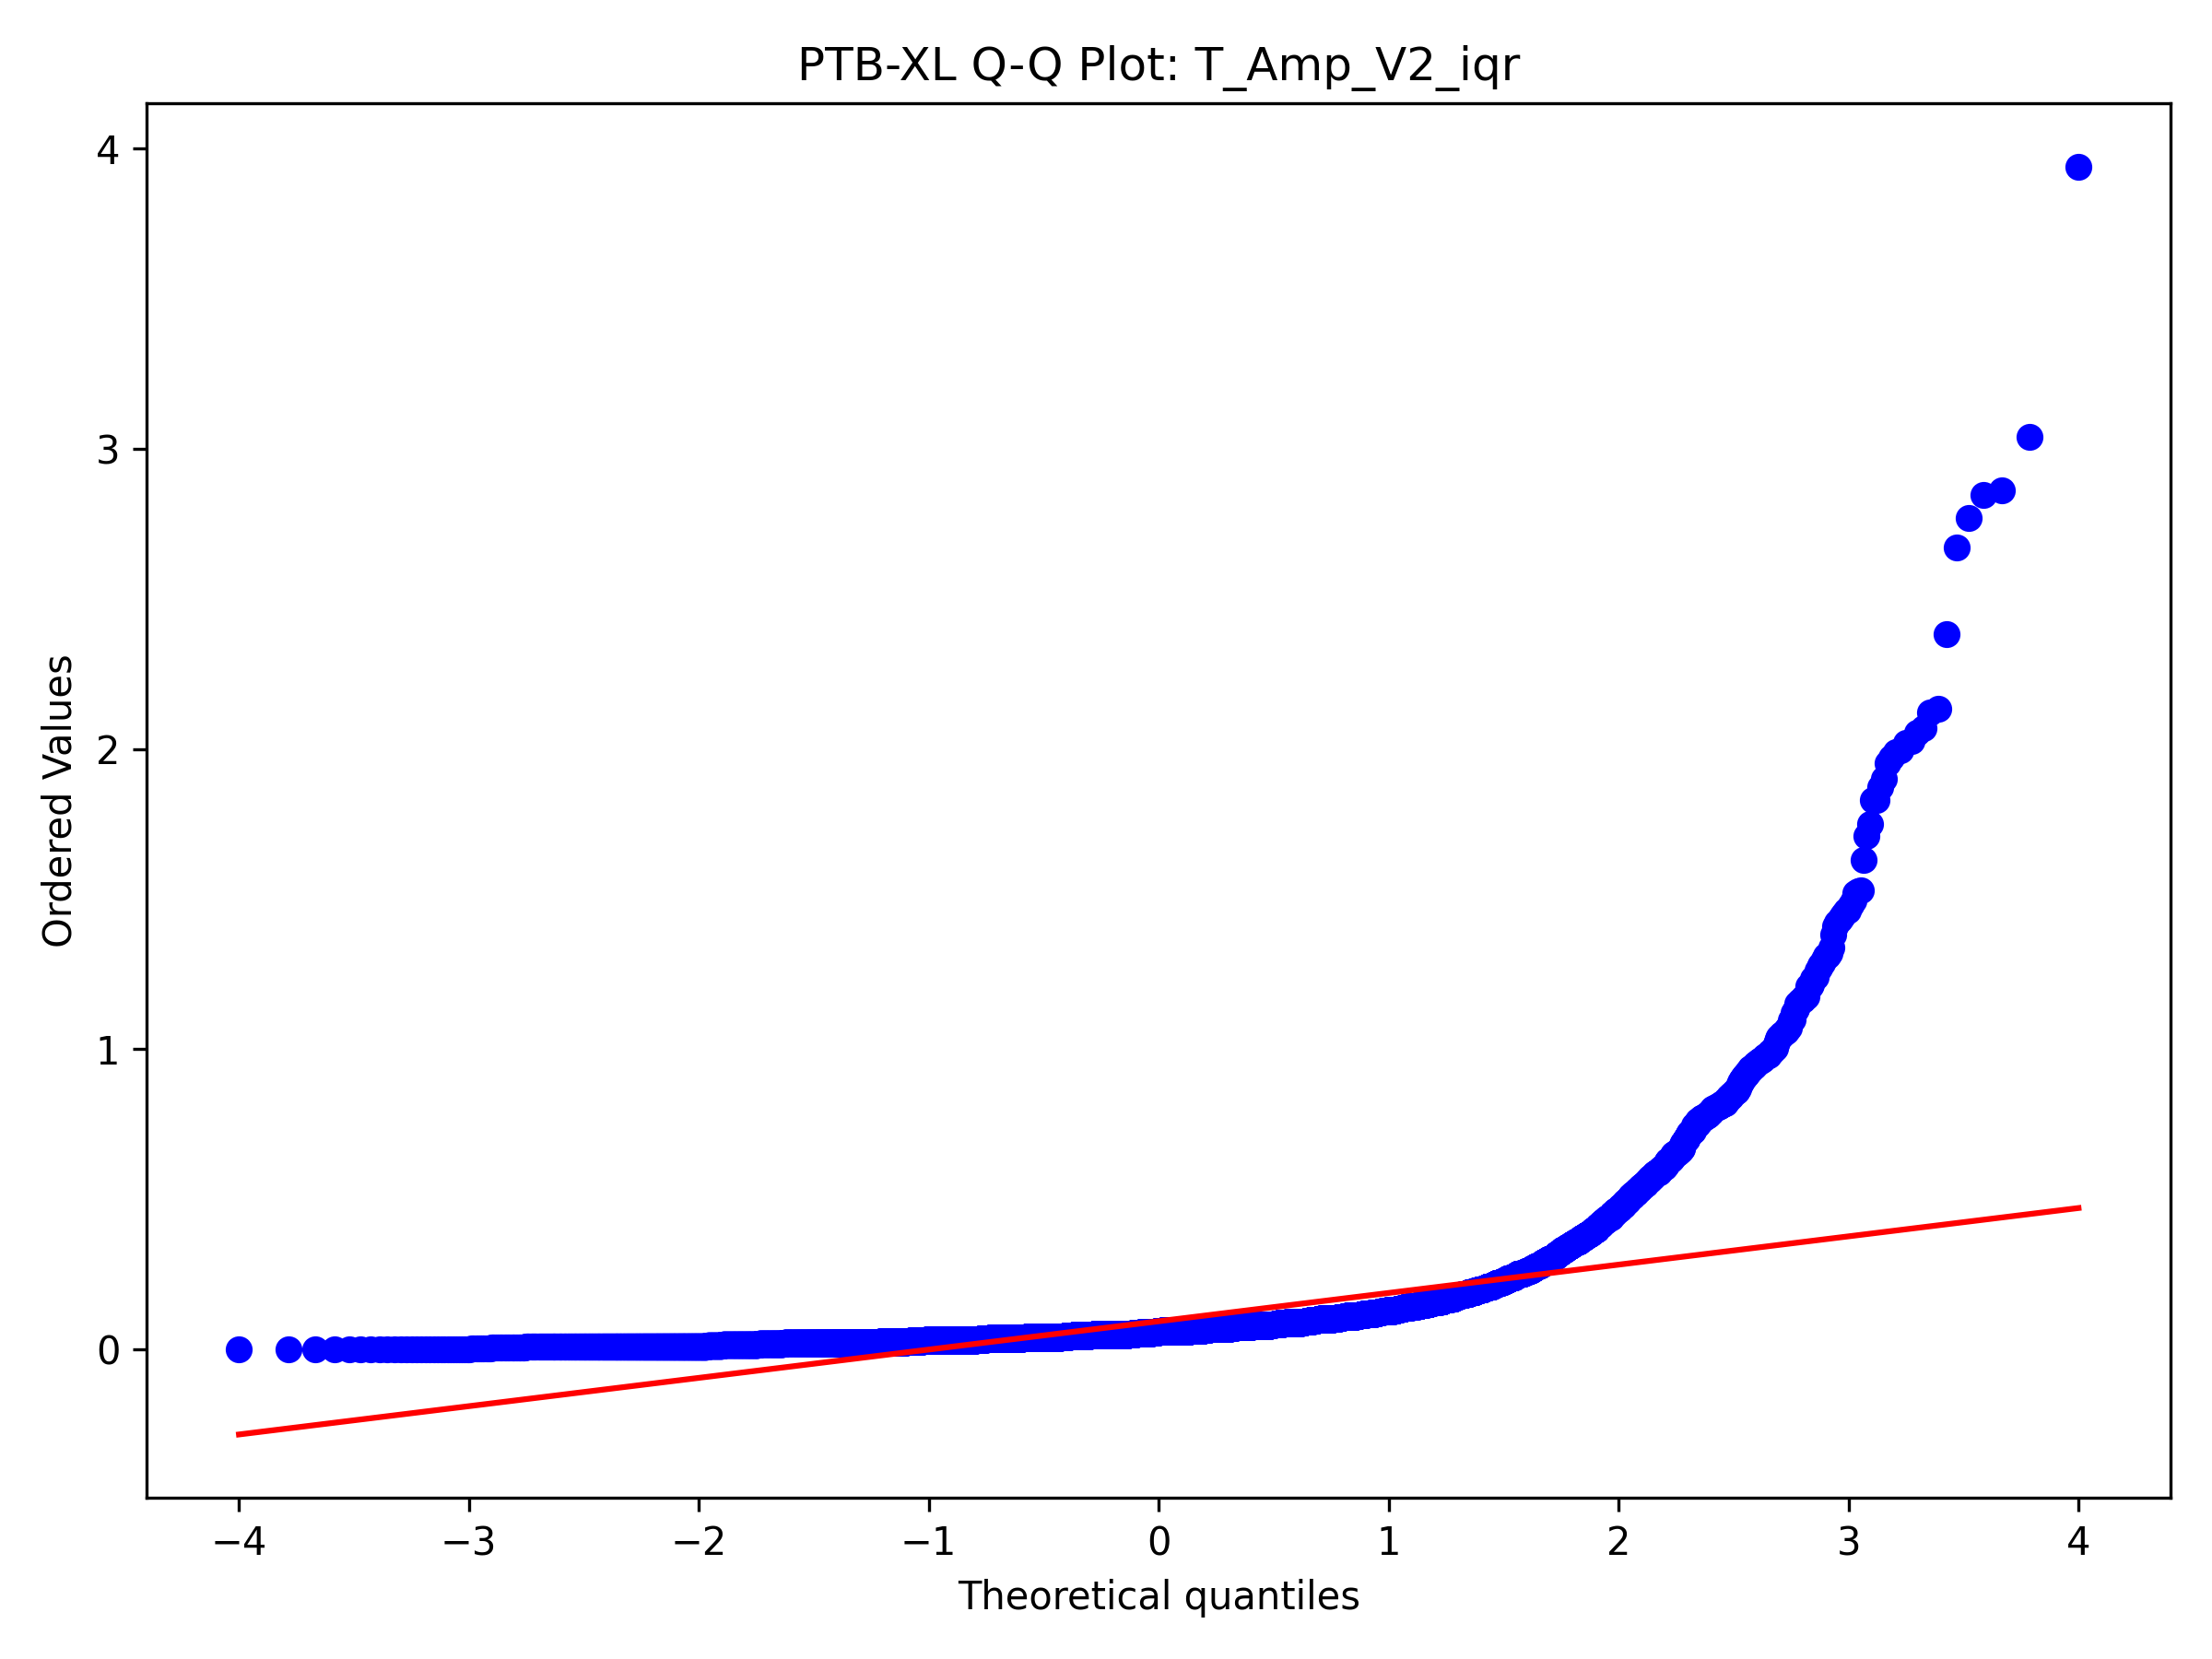 PTB-XL Q-Q Plot: T_Amp_V2_iqr
4
3
2
1
0
Ordered Values
−4 −3 −2 −1 0 1 2 3 4
Theoretical quantiles